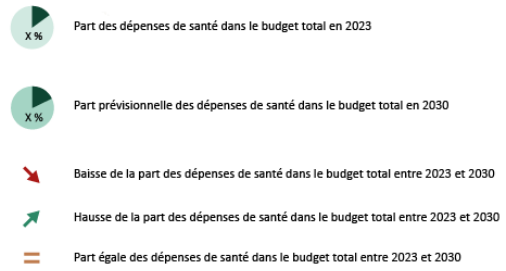 X %
Part des dépenses de santé dans le budget total en 2023
X %
Part prévisionnelle des dépenses de santé dans le budget total en 2030
Baisse de la part des dépenses de santé dans le budget total entre 2023 et 2030
Hausse de la part des dépenses de santé dans le budget total entre 2023 et 2030
Part égale des dépenses de santé dans le budget total entre 2023 et 2030